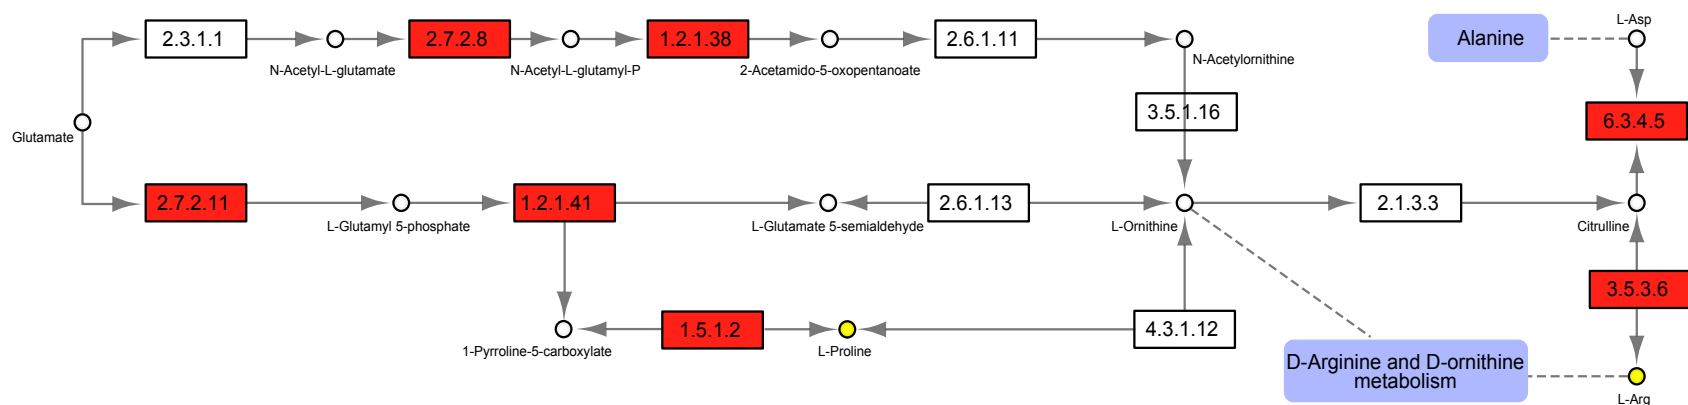 L-Asp
2.3.1.1
2.7.2.8
1.2.1.38
2.6.1.11
Alanine
N-Acetyl-L-glutamate
N-Acetyl-L-glutamyl-P
2-Acetamido-5-oxopentanoate
N-Acetylornithine
3.5.1.16
6.3.4.5
Glutamate
2.7.2.11
1.2.1.41
2.6.1.13
2.1.3.3
L-Glutamyl 5-phosphate
L-Glutamate 5-semialdehyde
L-Ornithine
Citrulline
3.5.3.6
1.5.1.2
4.3.1.12
1-Pyrroline-5-carboxylate
L-Proline
D-Arginine and D-ornithine
metabolism
L-Arg